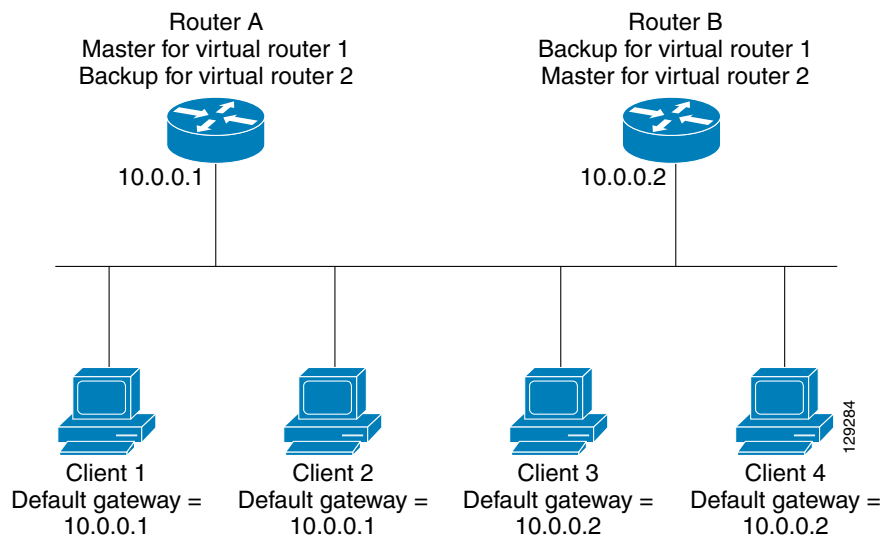 Router A
Master for virtual router 1
Backup for virtual router 2
Router B
Backup for virtual router 1
Master for virtual router 2
10.0.0.1
10.0.0.2
Client 1
Default gateway =
10.0.0.1
Client 2
Default gateway =
10.0.0.1
Client 3
Default gateway =
10.0.0.2
Client 4
Default gateway =
10.0.0.2
129284